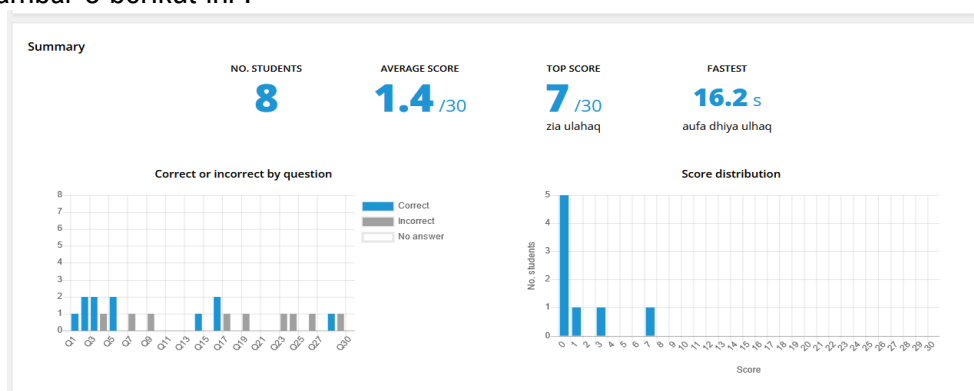 Summary
NO. STUDENTS
8
AVERAGE SCORE
1.4 /30
TOP SCORE
7 /30
zia ulahaq
FASTEST
16.2 s
aufa dhiya ulhaq
Correct or incorrect by question
8
7
6
5
4
3
2
1
0
Q1 Q3 Q5 Q7 Q9 Q11 Q13 Q15 Q17 Q19 Q21 Q23 Q25 Q27 Q30
Correct
Incorrect
No answer
Score distribution
No. students
5
4
3
2
1
0
0 1 2 3 4 5 6 7 8 9 10 11 12 13 14 15 16 17 18 19 20 21 22 23 24 25 26 27 28 29 30
Score